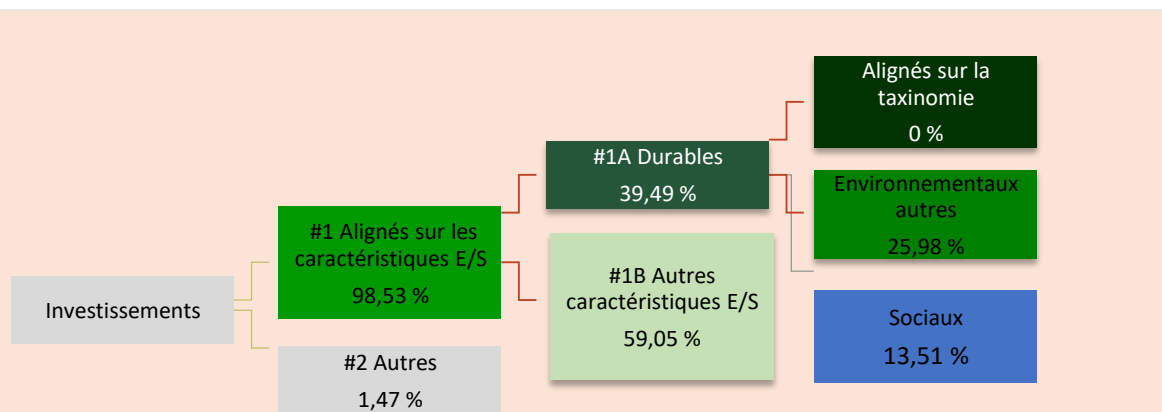 Investissements
#1 Alignés sur les
caractéristiques E/S
98,53 %
#2 Autres
1,47 %
#1A Durables
39,49 %
#1B Autres
caractéristiques E/S
59,05 %
Alignés sur la
taxinomie
0 %
Environnementaux
autres
25,98 %
Sociaux
13,51 %